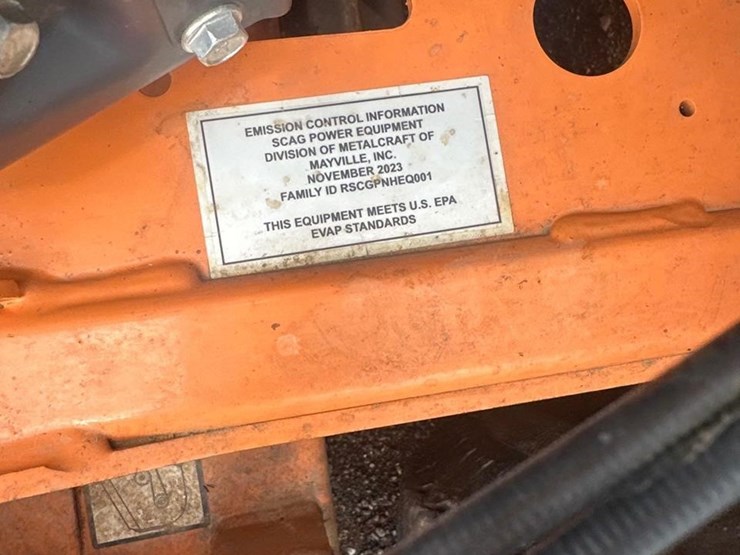 EMISSION CONTROL INFORMATION
SCAG POWER EQUIPMENT
DIVISION OF METALCRAFT OF
MAYVILLE, INC.
NOVEMBER 2023
FAMILY ID RSCGPNHEQ001
THIS EQUIPMENT MEETS U.S. EPA
EVAP STANDARDS